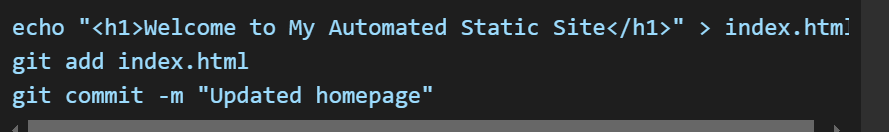 echo "<h1>Welcome to My Automated Static Site</h1>" > index.html
git add index.html
git commit -m "Updated homepage"